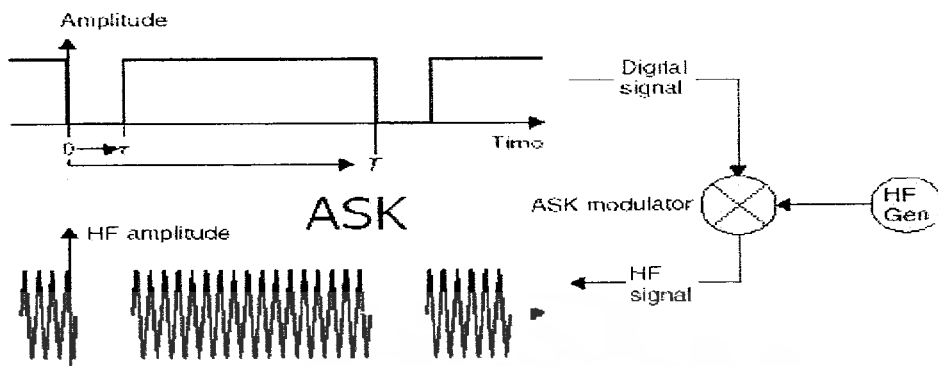 Amplitude
Digital
signal
Time
0
τ
T
ASK
ASK modulator
HF
Gen
HF amplitude
HF
signal